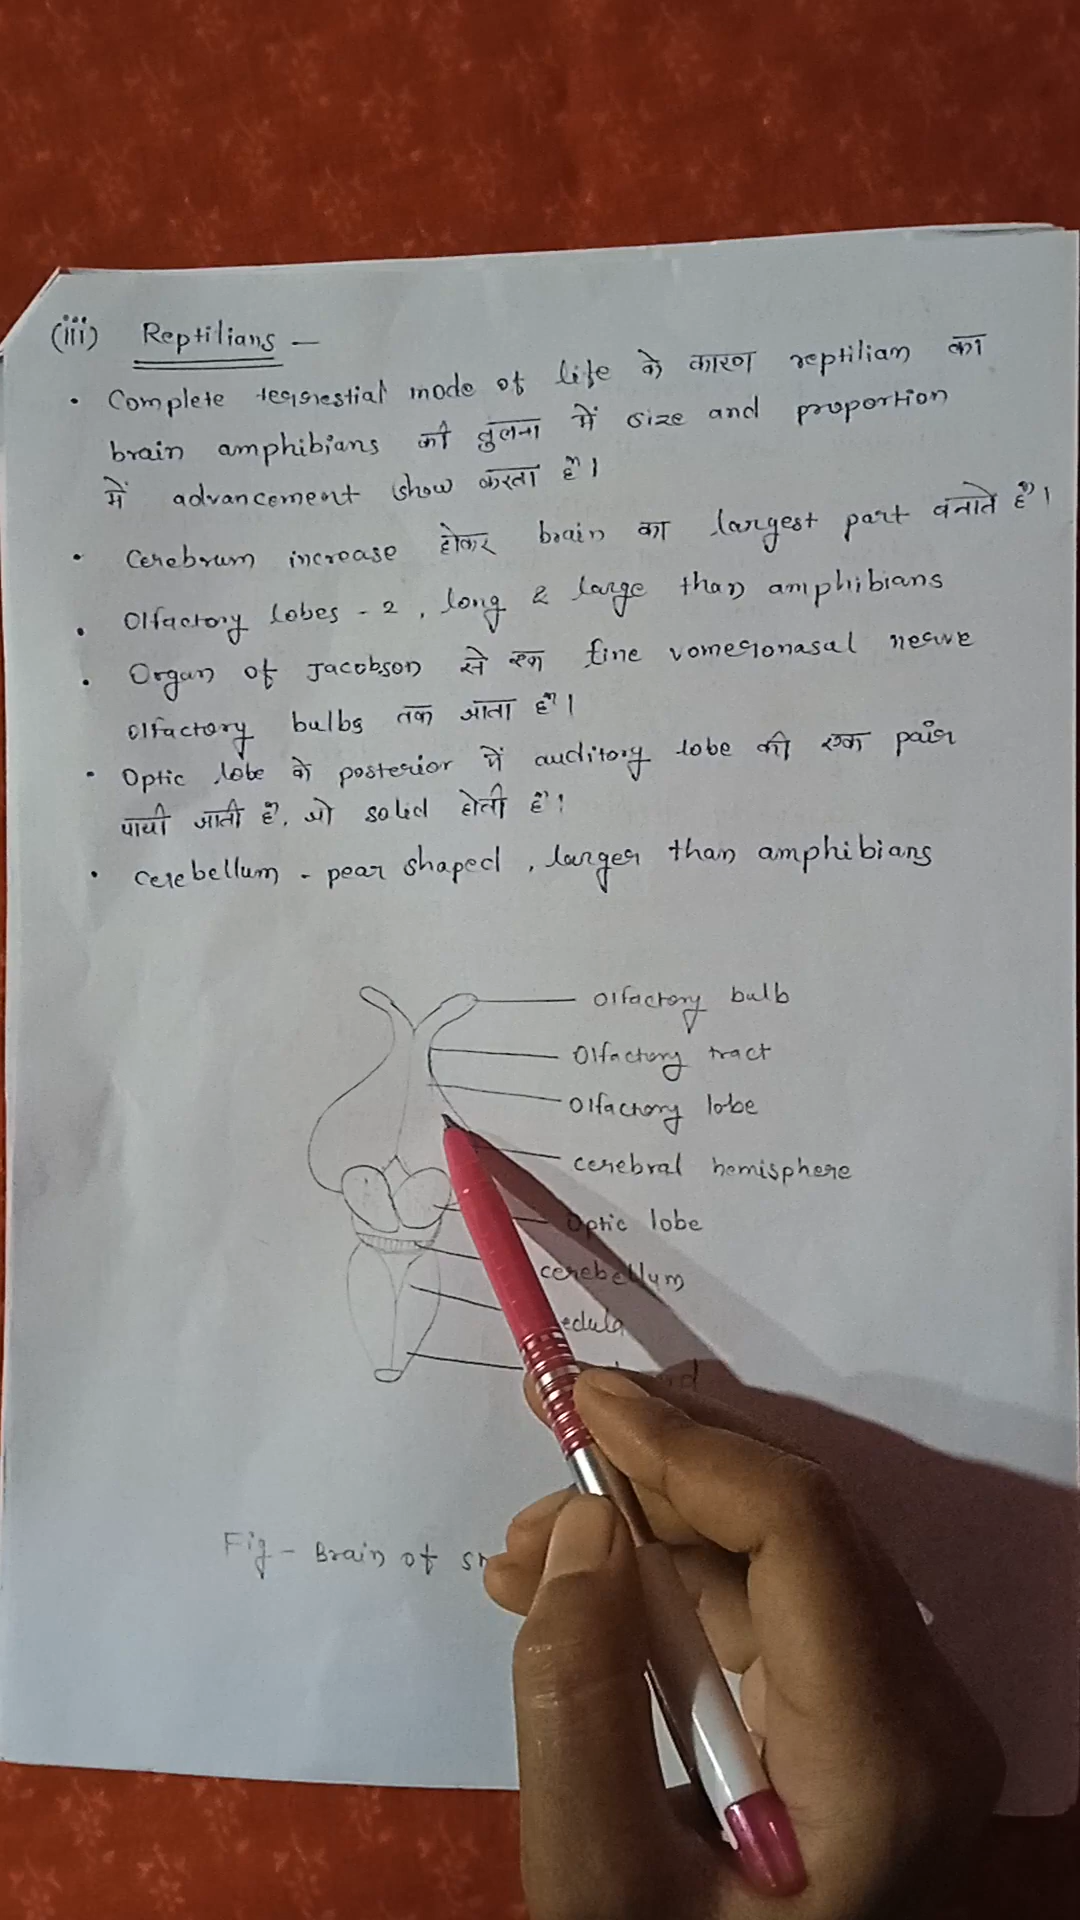 (iii) Reptilians -
• Complete terrestial mode of life के कारण reptilian का
brain amphibians की तुलना में size and proportion
में advancement show करता है।
• Cerebrum increase होकर brain का largest part बनाते है।
• Olfactory lobes - 2, long & large than amphibians
• Organ of Jacobson से एक fine vomeronasal nerve
olfactory bulbs तक आता है।
• Optic lobe के posterior में auditory lobe की एक pair
पायी जाती है, जो solid होती है।
• cerebellum - pear shaped, larger than amphibians
Olfactory bulb
Olfactory tract
Olfactory lobe
cerebral hemisphere
Optic lobe
cerebellum
edula
Fig - Brain of